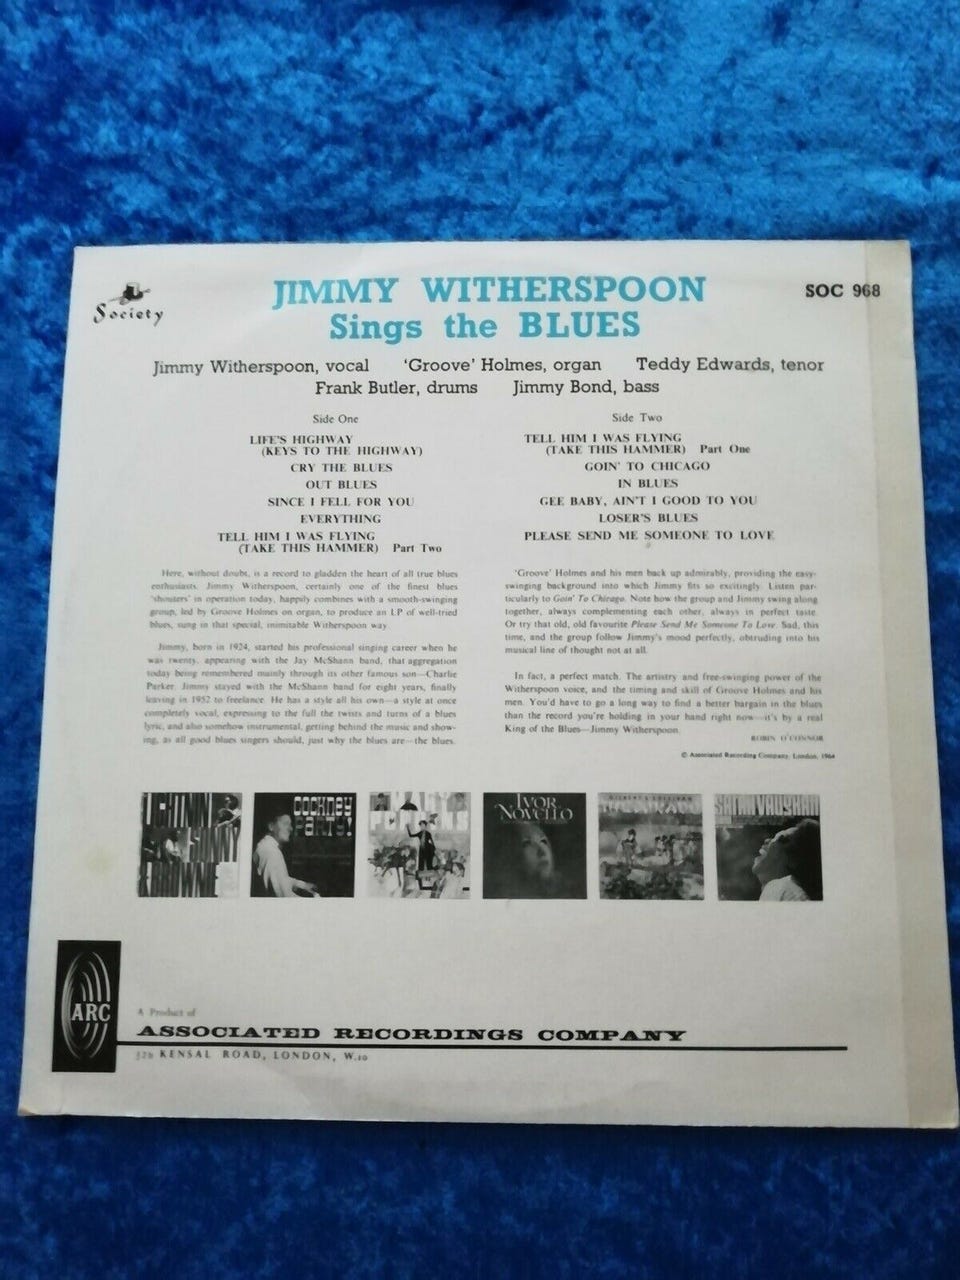 Society
JIMMY WITHERSPOON
SOC 968
Sings the BLUES
Jimmy Witherspoon, vocal 'Groove' Holmes, organ Teddy Edwards, tenor
Frank Butler, drums Jimmy Bond, bass
Side One
LIFE'S HIGHWAY
(KEYS TO THE HIGHWAY)
CRY THE BLUES
OUT BLUES
SINCE I FELL FOR YOU
EVERYTHING
TELL HIM I WAS FLYING
(TAKE THIS HAMMER) Part Two
Side Two
TELL HIM I WAS FLYING
(TAKE THIS HAMMER) Part One
GOIN' TO CHICAGO
IN BLUES
GEE BABY, AIN'T I GOOD TO YOU
LOSER'S BLUES
PLEASE SEND ME SOMEONE TO LOVE
Here, without doubt, is a record to gladden the heart of all true blues
enthusiasts. Jimmy Witherspoon, certainly one of the finest blues
'shouters' in operation today, happily combines with a smooth-swinging
group, led by Groove Holmes on organ, to produce an LP of well-tried
blues, sung in that special, inimitable Witherspoon way.
Jimmy, born in 1924, started his professional singing career when he
was twenty, appearing with the Jay McShann band, that aggregation
today being remembered mainly through its other famous son—Charlie
Parker. Jimmy stayed with the McShann band for eight years, finally
leaving in 1952 to freelance. He has a style all his own—a style at once
completely vocal, expressing to the full the twists and turns of a blues
lyric, and also somehow instrumental, getting behind the music and show-
ing, as all good blues singers should, just why the blues are—the blues.
'Groove' Holmes and his men back up admirably, providing the easy-
swinging background into which Jimmy fits so excitingly. Listen par-
ticularly to Goin' To Chicago. Note how the group and Jimmy swing along
together, always complementing each other, always in perfect taste.
Or try that old, old favourite Please Send Me Someone To Love. Sad, this
time, and the group follow Jimmy's mood perfectly, obtruding into his
musical line of thought not at all.
In fact, a perfect match. The artistry and free-swinging power of the
Witherspoon voice, and the timing and skill of Groove Holmes and his
men. You'd have to go a long way to find a better bargain in the blues
than the record you're holding in your hand right now—it's by a real
King of the Blues—Jimmy Witherspoon.
ROBIN O'CONNOR
© Associated Recording Company, London, 1964
LIGHTNIN'
SONNY
& BROWNIE
COCKNEY
PARTY!
MARY
POPPINS
IVOR
NOVELLO
GILBERT & SULLIVAN
SARAH VAUGHAN
ARC
A Product of
ASSOCIATED RECORDINGS COMPANY
KENSAL ROAD, LONDON, W.10